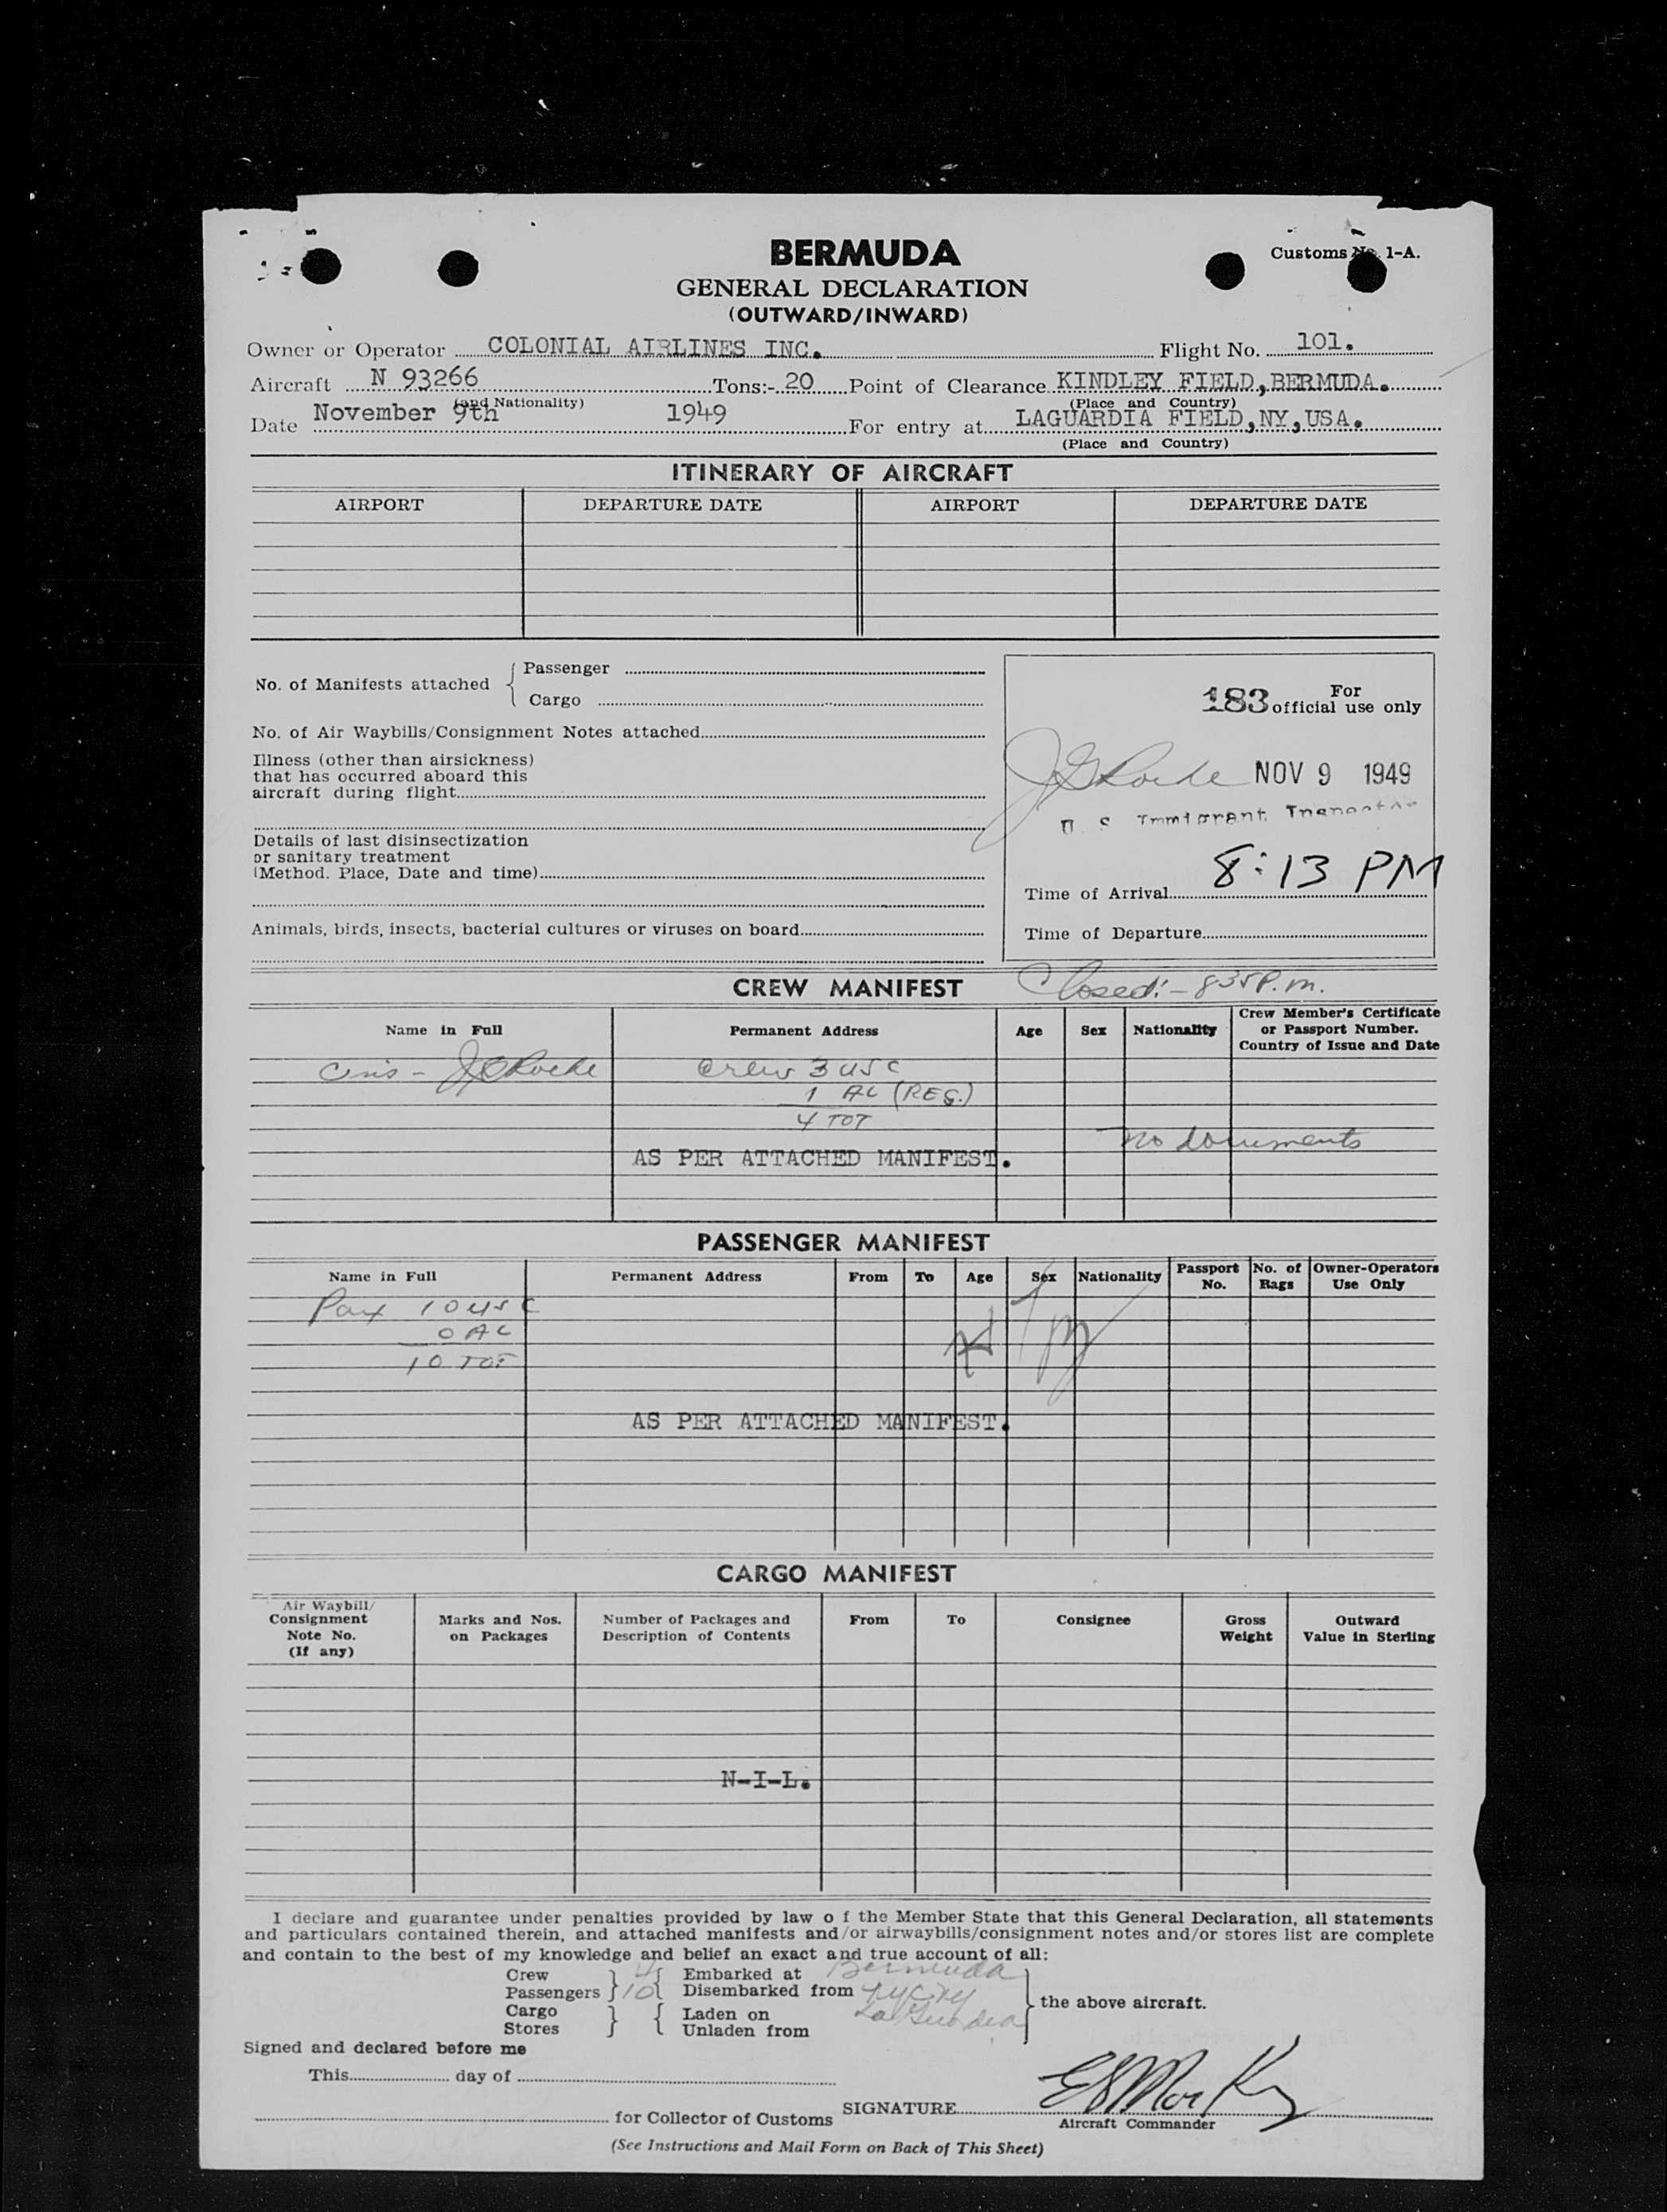 BERMUDA
Customs No. 1-A.
GENERAL DECLARATION
(OUTWARD/INWARD)
Owner or Operator COLONIAL AIRLINES INC. Flight No. 101.
Aircraft N 93266 Tons:- 20 Point of Clearance KINDLEY FIELD, BERMUDA.
(and Nationality) (Place and Country)
Date November 9th 1949 For entry at LAGUARDIA FIELD, NY, USA.
(Place and Country)
ITINERARY OF AIRCRAFT
AIRPORT DEPARTURE DATE AIRPORT DEPARTURE DATE
No. of Manifests attached { Passenger
Cargo
183 For official use only
No. of Air Waybills/Consignment Notes attached
Illness (other than airsickness)
that has occurred aboard this
aircraft during flight
NOV 9 1949
U S Immigrant Inspector
Details of last disinsectization
or sanitary treatment
(Method. Place, Date and time)
8:13 PM
Time of Arrival
Animals, birds, insects, bacterial cultures or viruses on board
Time of Departure
CREW MANIFEST Closed:- 835 P.m.
Name in Full Permanent Address Age Sex Nationality Crew Member's Certificate
or Passport Number.
Country of Issue and Date
Crew 3 USC
1 AL (REG.)
4 TOT
no documents
AS PER ATTACHED MANIFEST.
PASSENGER MANIFEST
Name in Full Permanent Address From To Age Sex Nationality Passport No. No. of Bags Owner-Operators Use Only
Pax 10 USC
0 AL
10 TOT
AS PER ATTACHED MANIFEST.
CARGO MANIFEST
Air Waybill/
Consignment
Note No.
(If any)
Marks and Nos.
on Packages
Number of Packages and
Description of Contents
From To Consignee
Gross
Weight
Outward
Value in Sterling
N-I-L.
I declare and guarantee under penalties provided by law o f the Member State that this General Declaration, all statements
and particulars contained therein, and attached manifests and/or airwaybills/consignment notes and/or stores list are complete
and contain to the best of my knowledge and belief an exact and true account of all:
Crew 4 Embarked at Bermuda
Passengers 10 Disembarked from
the above aircraft.
Cargo Laden on
Stores Unladen from
Signed and declared before me
This day of
for Collector of Customs SIGNATURE
Aircraft Commander
(See Instructions and Mail Form on Back of This Sheet)